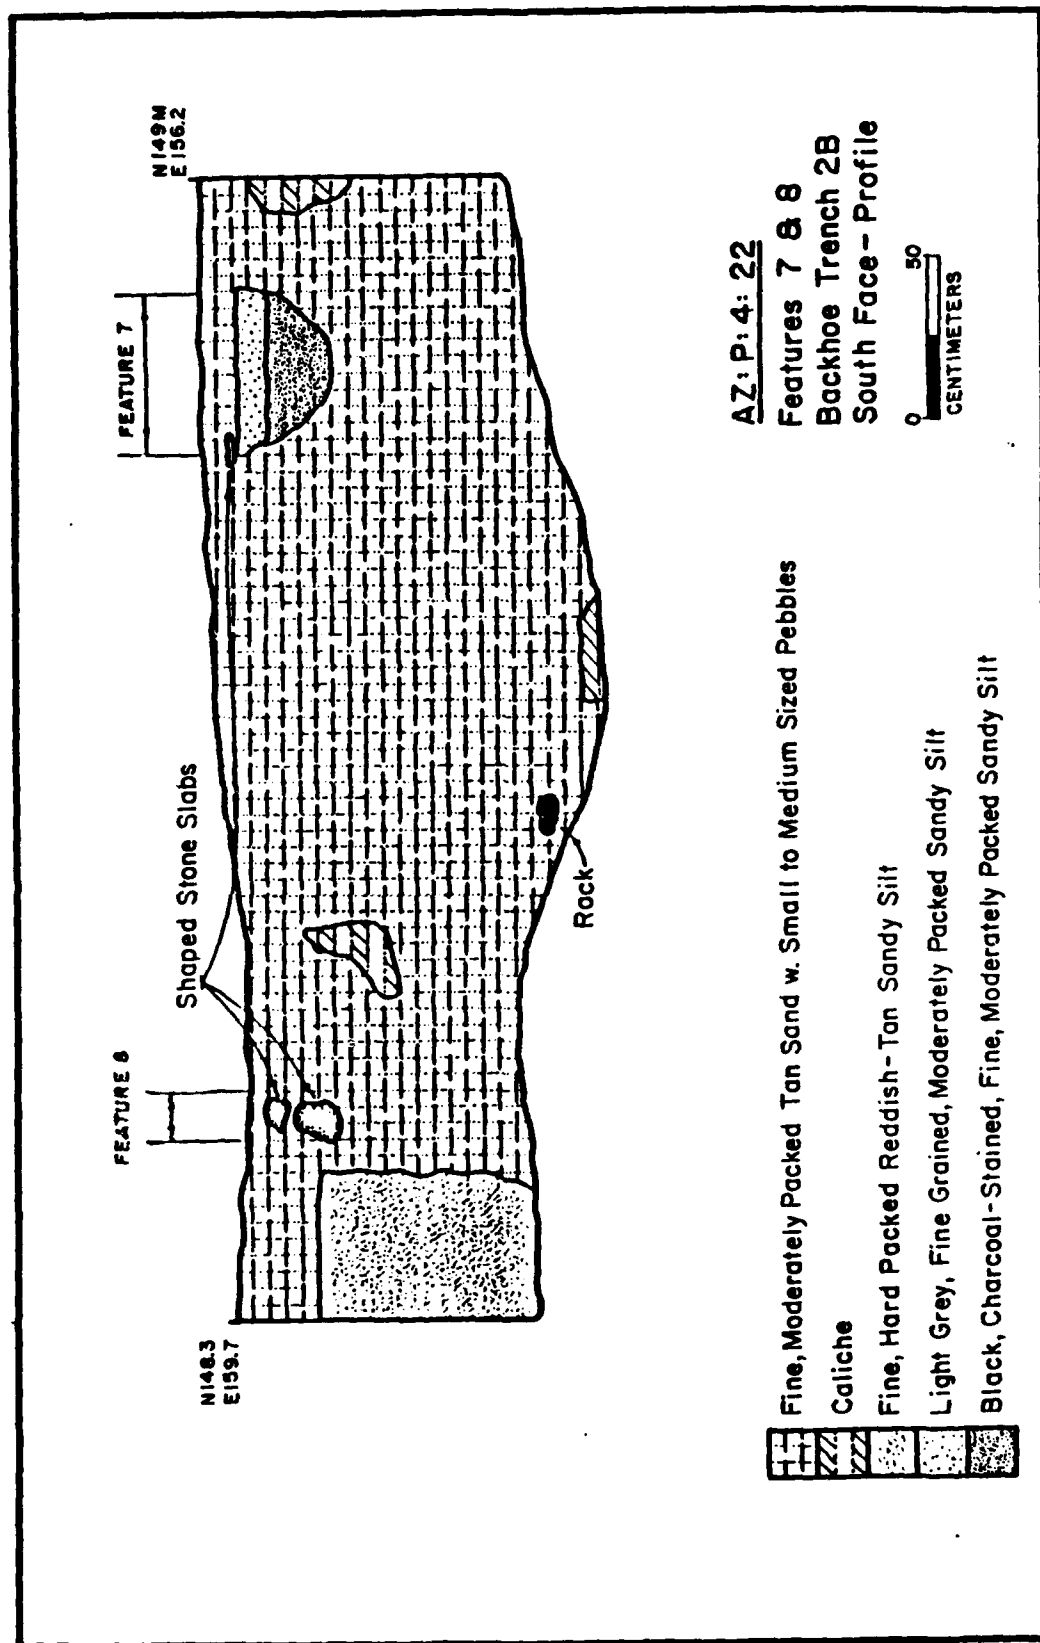 N148.3
E159.7
FEATURE 8
Shaped Stone Slabs
FEATURE 7
N149M
E156.2
Rock
AZ:P:4:22
Features 7 & 8
Backhoe Trench 2B
South Face-Profile
0 50
CENTIMETERS
Fine, Moderately Packed Tan Sand w. Small to Medium Sized Pebbles
Caliche
Fine, Hard Packed Reddish-Tan Sandy Silt
Light Grey, Fine Grained, Moderately Packed Sandy Silt
Black, Charcoal-Stained, Fine, Moderately Packed Sandy Silt